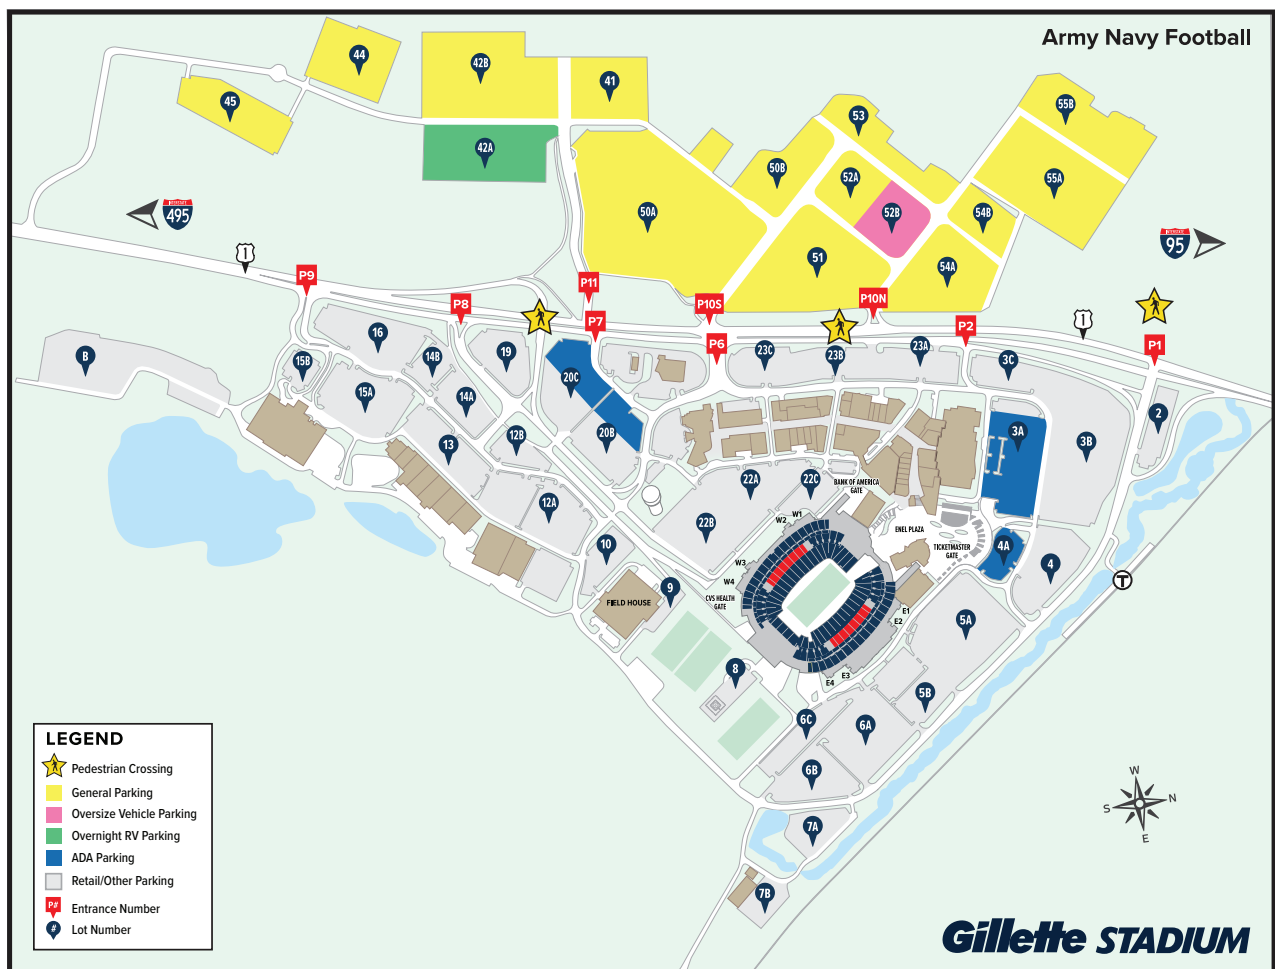 Army Navy Football
44
42B
41
45
53
55B
42A
50B
52A
55A
50A
52B
54B
INTERSTATE
495
INTERSTATE
95
51
54A
1
P9
P11
P8
P10S
P10N
P7
P2
1
P6
P1
16
14B
19
23C
23B
23A
3C
B
15B
15A
14A
20C
2
13
12B
20B
3A
3B
22A
22C
BANK OF AMERICA
GATE
12A
22B
W1
W2
ENEL PLAZA
TICKETMASTER
GATE
4A
10
W3
W4
4
T
9
FIELD HOUSE
CVS HEALTH
GATE
E1
E2
5A
8
E3
E4
5B
6C
6A
6B
7A
7B
LEGEND
Pedestrian Crossing
General Parking
Oversize Vehicle Parking
Overnight RV Parking
ADA Parking
Retail/Other Parking
P# Entrance Number
# Lot Number
W
S N
E
Gillette STADIUM